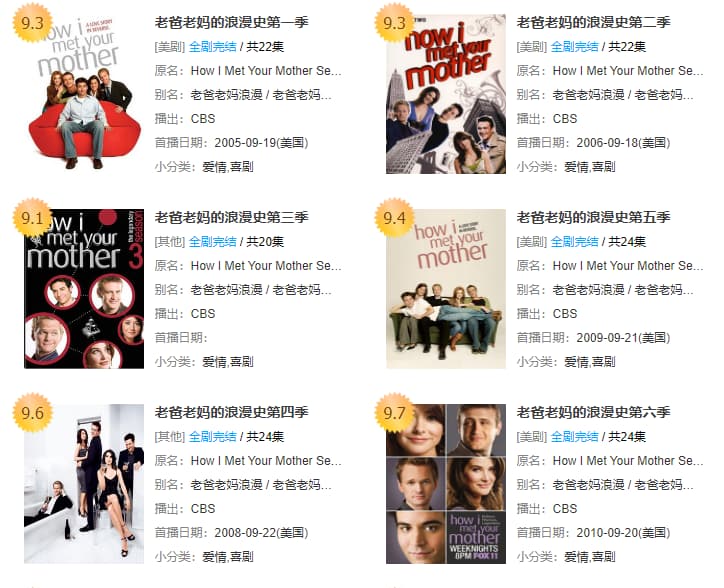 9.3
how i
met your
mother
A LOVE STORY
IN REVERSE.
老爸老妈的浪漫史第一季
[美剧] 全剧完结 / 共22集
原名：How I Met Your Mother Se...
别名：老爸老妈浪漫 / 老爸老妈...
播出：CBS
首播日期：2005-09-19(美国)
小分类：爱情,喜剧
9.3
how i
met your
mother
老爸老妈的浪漫史第二季
[美剧] 全剧完结 / 共22集
原名：How I Met Your Mother Se...
别名：老爸老妈浪漫 / 老爸老妈...
播出：CBS
首播日期：2006-09-18(美国)
小分类：爱情,喜剧
9.1
how i
met your
mother 3
the legendary
season
老爸老妈的浪漫史第三季
[其他] 全剧完结 / 共20集
原名：How I Met Your Mother Se...
别名：老爸老妈浪漫 / 老爸老妈...
播出：CBS
首播日期：
小分类：爱情,喜剧
9.4
how i
met your
mother
A LOVE STORY
IN REVERSE.
老爸老妈的浪漫史第五季
[美剧] 全剧完结 / 共24集
原名：How I Met Your Mother Se...
别名：老爸老妈浪漫 / 老爸老妈...
播出：CBS
首播日期：2009-09-21(美国)
小分类：爱情,喜剧
9.6
老爸老妈的浪漫史第四季
[其他] 全剧完结 / 共24集
原名：How I Met Your Mother Se...
别名：老爸老妈浪漫 / 老爸老妈...
播出：CBS
首播日期：2008-09-22(美国)
小分类：爱情,喜剧
9.7
how i
met your
mother
WEEKNIGHTS
8PM FOX 11
老爸老妈的浪漫史第六季
[美剧] 全剧完结 / 共24集
原名：How I Met Your Mother Se...
别名：老爸老妈浪漫 / 老爸老妈...
播出：CBS
首播日期：2010-09-20(美国)
小分类：爱情,喜剧